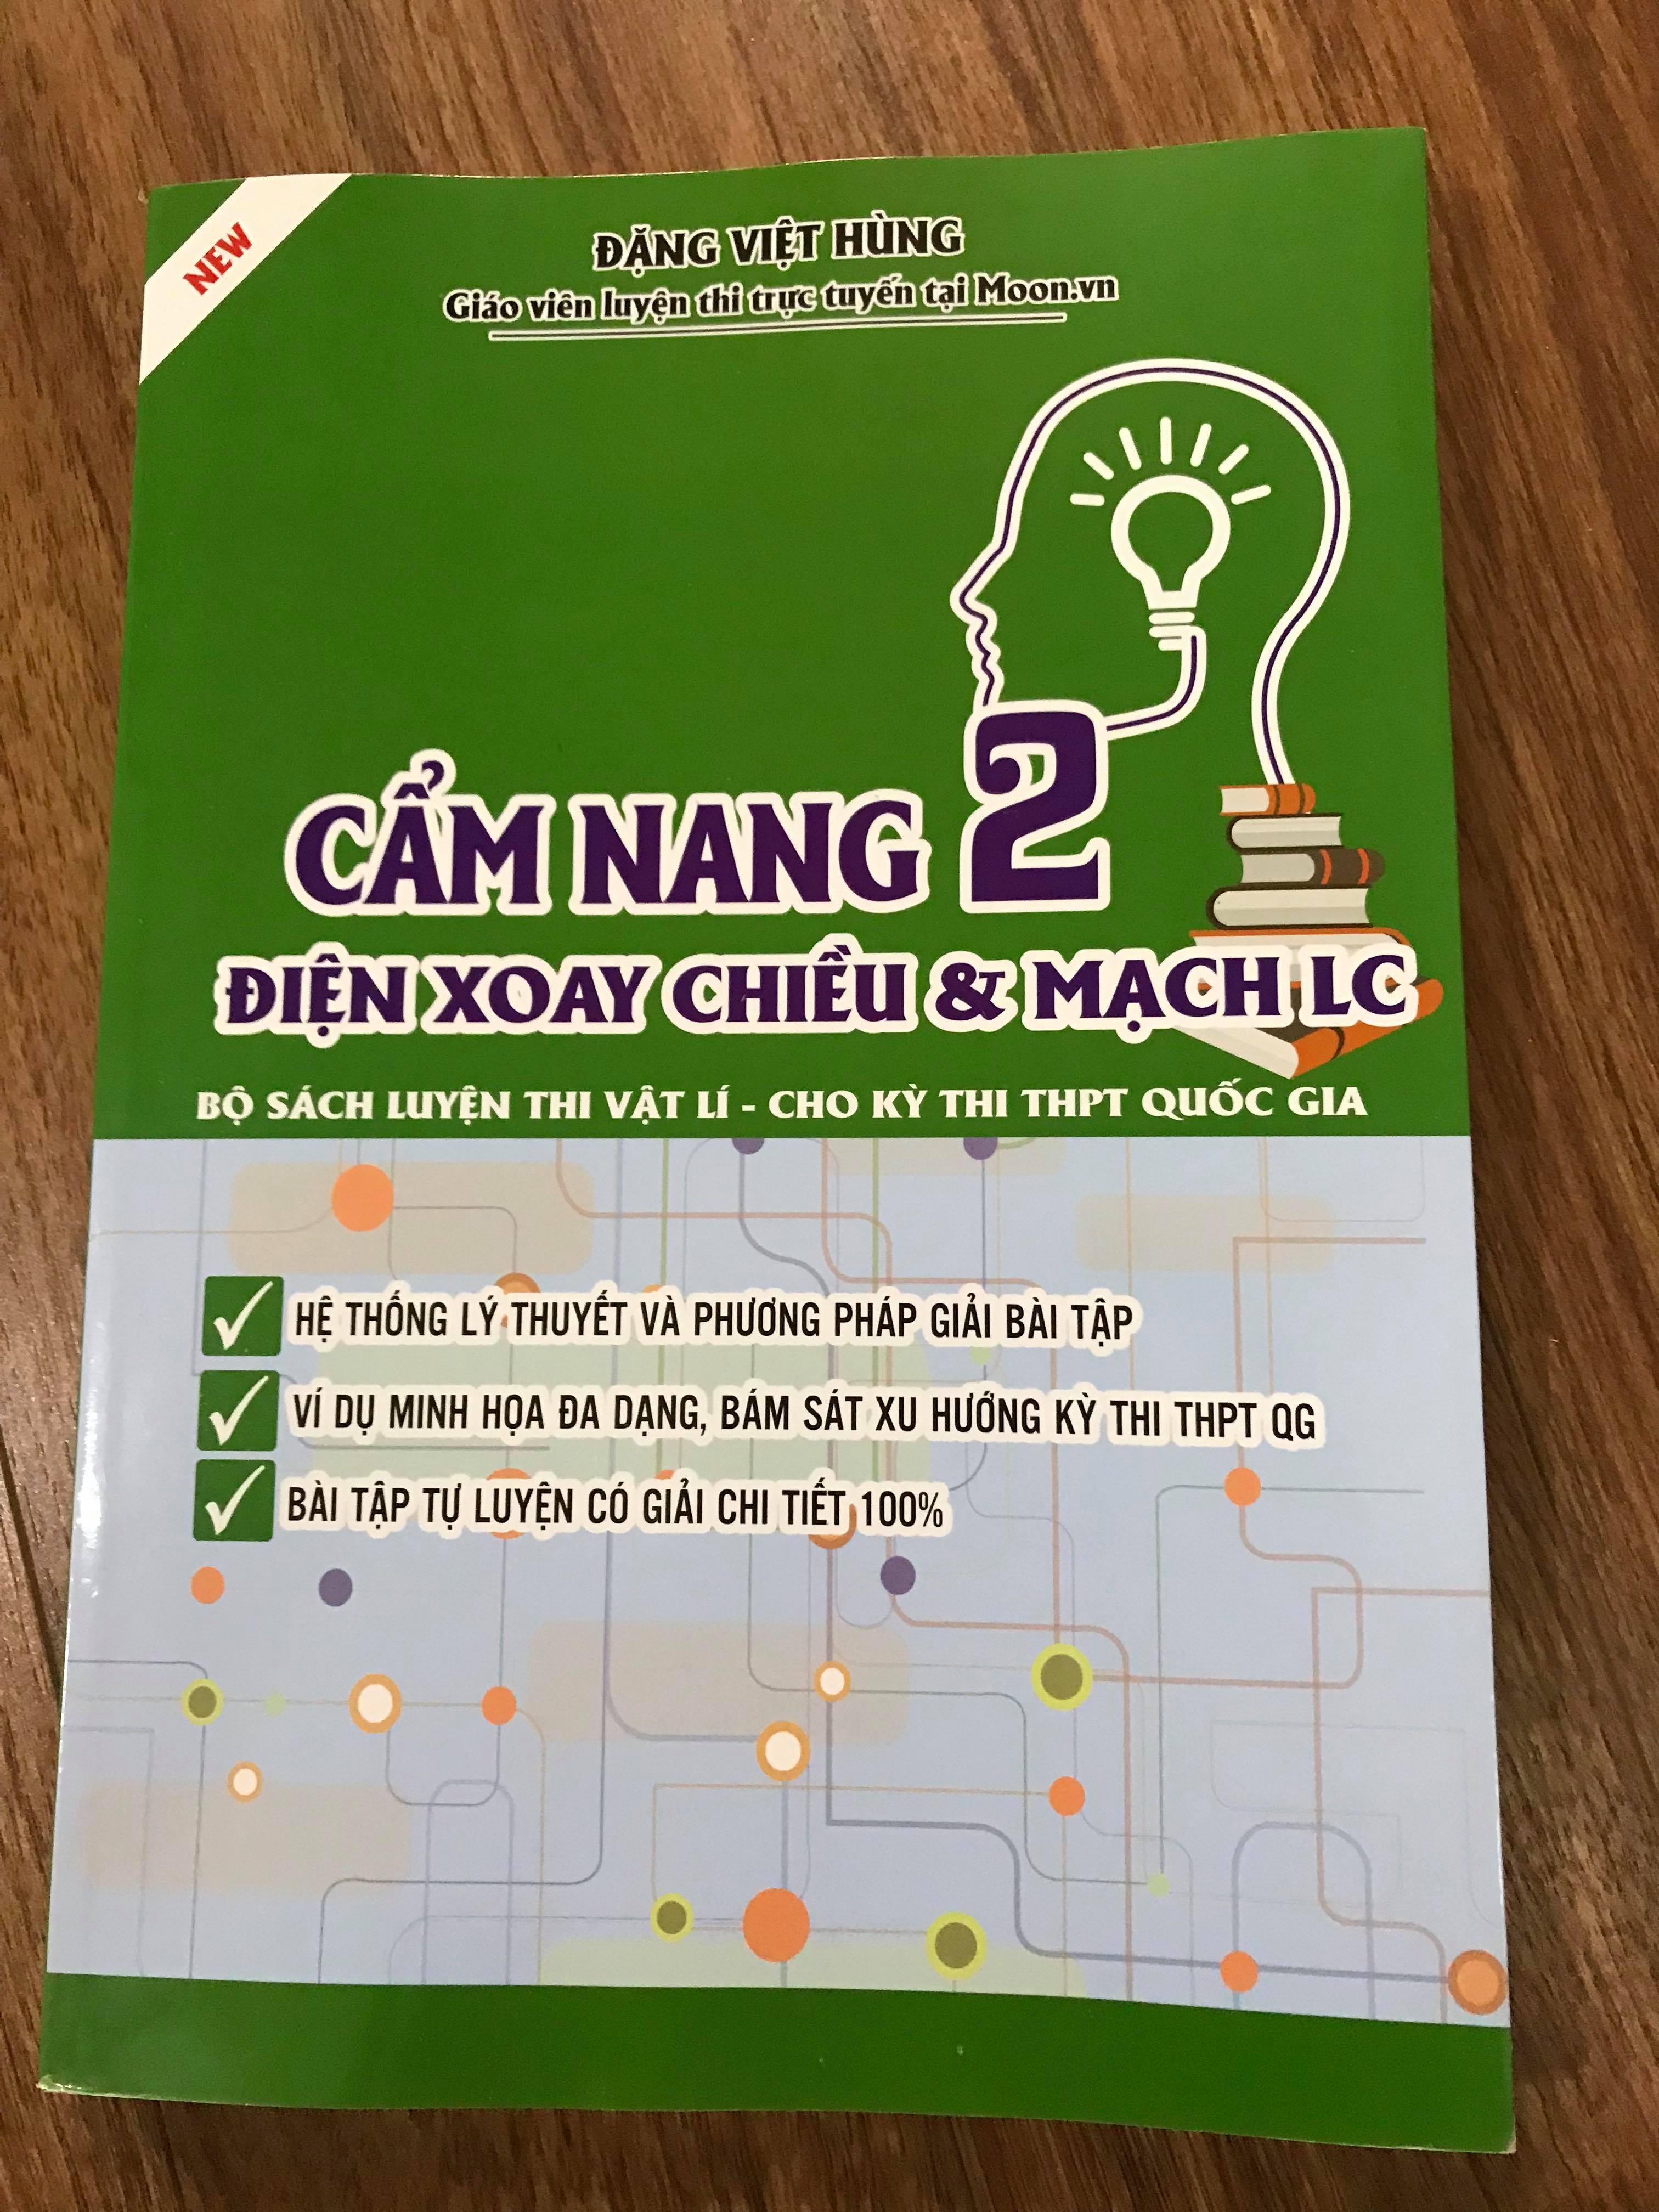 NEW
ĐẶNG VIỆT HÙNG
Giáo viên luyện thi trực tuyến tại Moon.vn
CẨM NANG 2
ĐIỆN XOAY CHIỀU & MẠCH LC
BỘ SÁCH LUYỆN THI VẬT LÍ - CHO KỲ THI THPT QUỐC GIA
HỆ THỐNG LÝ THUYẾT VÀ PHƯƠNG PHÁP GIẢI BÀI TẬP
VÍ DỤ MINH HỌA ĐA DẠNG, BÁM SÁT XU HƯỚNG KỲ THI THPT QG
BÀI TẬP TỰ LUYỆN CÓ GIẢI CHI TIẾT 100%